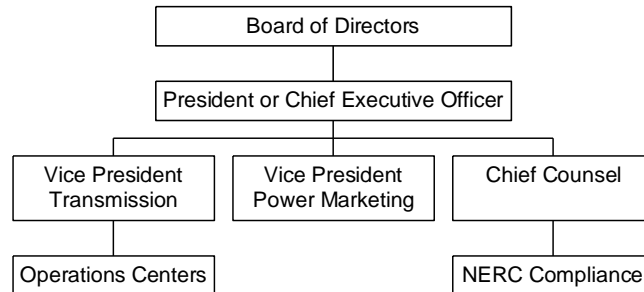 Board of Directors
President or Chief Executive Officer
Vice President
Transmission
Vice President
Power Marketing
Chief Counsel
Operations Centers
NERC Compliance